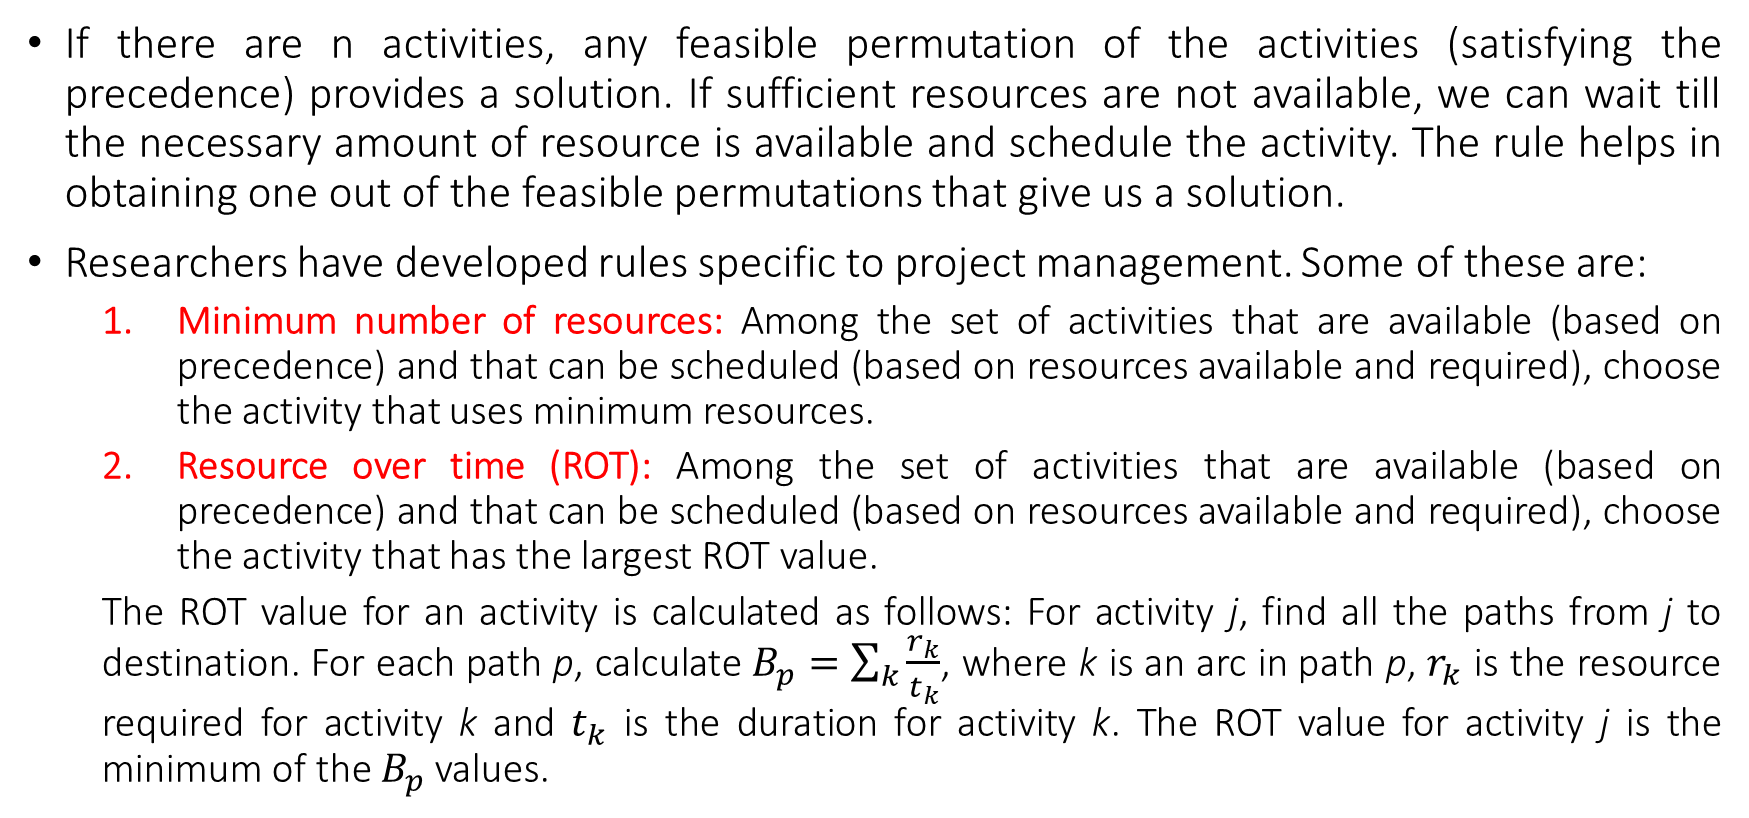 • If there are n activities, any feasible permutation of the activities (satisfying the
precedence) provides a solution. If sufficient resources are not available, we can wait till
the necessary amount of resource is available and schedule the activity. The rule helps in
obtaining one out of the feasible permutations that give us a solution.
• Researchers have developed rules specific to project management. Some of these are:
1. Minimum number of resources: Among the set of activities that are available (based on
precedence) and that can be scheduled (based on resources available and required), choose
the activity that uses minimum resources.
2. Resource over time (ROT): Among the set of activities that are available (based on
precedence) and that can be scheduled (based on resources available and required), choose
the activity that has the largest ROT value.
The ROT value for an activity is calculated as follows: For activity j, find all the paths from j to
destination. For each path p, calculate $B_p = \sum_k \frac{r_k}{t_k}$, where k is an arc in path p, $r_k$ is the resource
required for activity k and $t_k$ is the duration for activity k. The ROT value for activity j is the
minimum of the $B_p$ values.